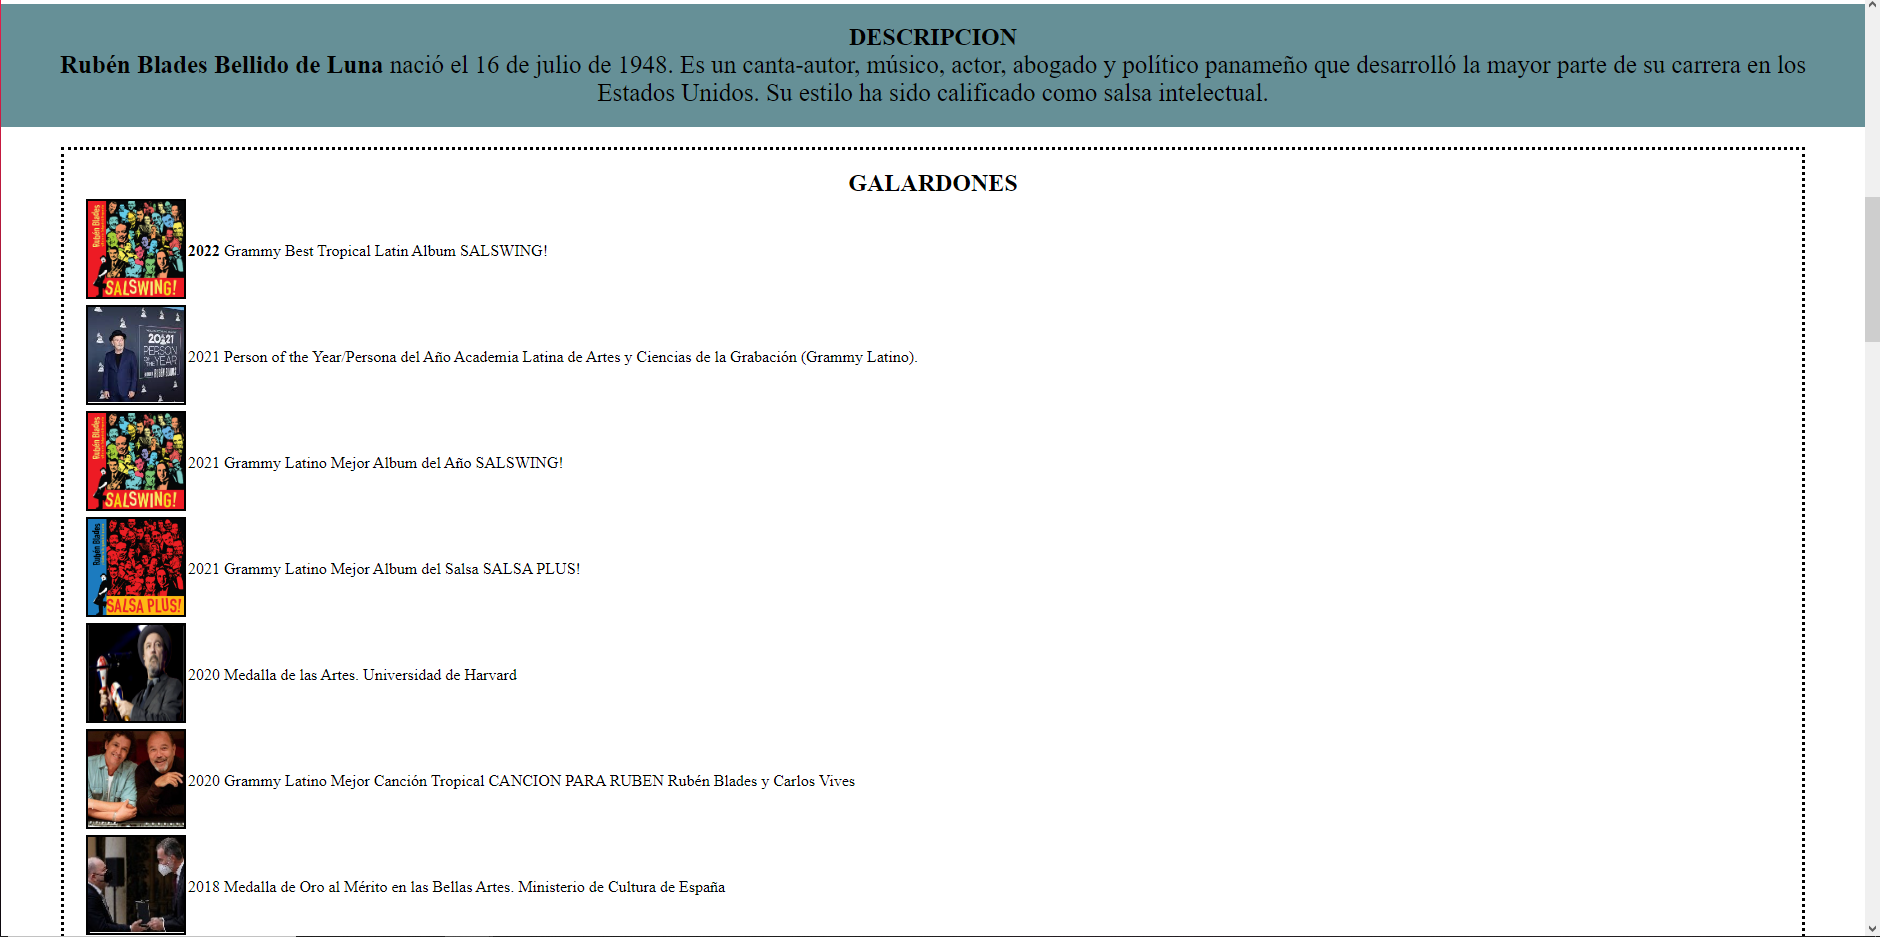 DESCRIPCION
Rubén Blades Bellido de Luna nació el 16 de julio de 1948. Es un canta-autor, músico, actor, abogado y político panameño que desarrolló la mayor parte de su carrera en los
Estados Unidos. Su estilo ha sido calificado como salsa intelectual.
GALARDONES
Rubén Blades
SALSWING!
2022 Grammy Best Tropical Latin Album SALSWING!
2021
PERSON
OF THE YEAR
RUBÉN BLADES
2021 Person of the Year/Persona del Año Academia Latina de Artes y Ciencias de la Grabación (Grammy Latino).
Rubén Blades
SALSWING!
2021 Grammy Latino Mejor Album del Año SALSWING!
Rubén Blades
SALSA PLUS!
2021 Grammy Latino Mejor Album del Salsa SALSA PLUS!
2020 Medalla de las Artes. Universidad de Harvard
2020 Grammy Latino Mejor Canción Tropical CANCION PARA RUBEN Rubén Blades y Carlos Vives
2018 Medalla de Oro al Mérito en las Bellas Artes. Ministerio de Cultura de España